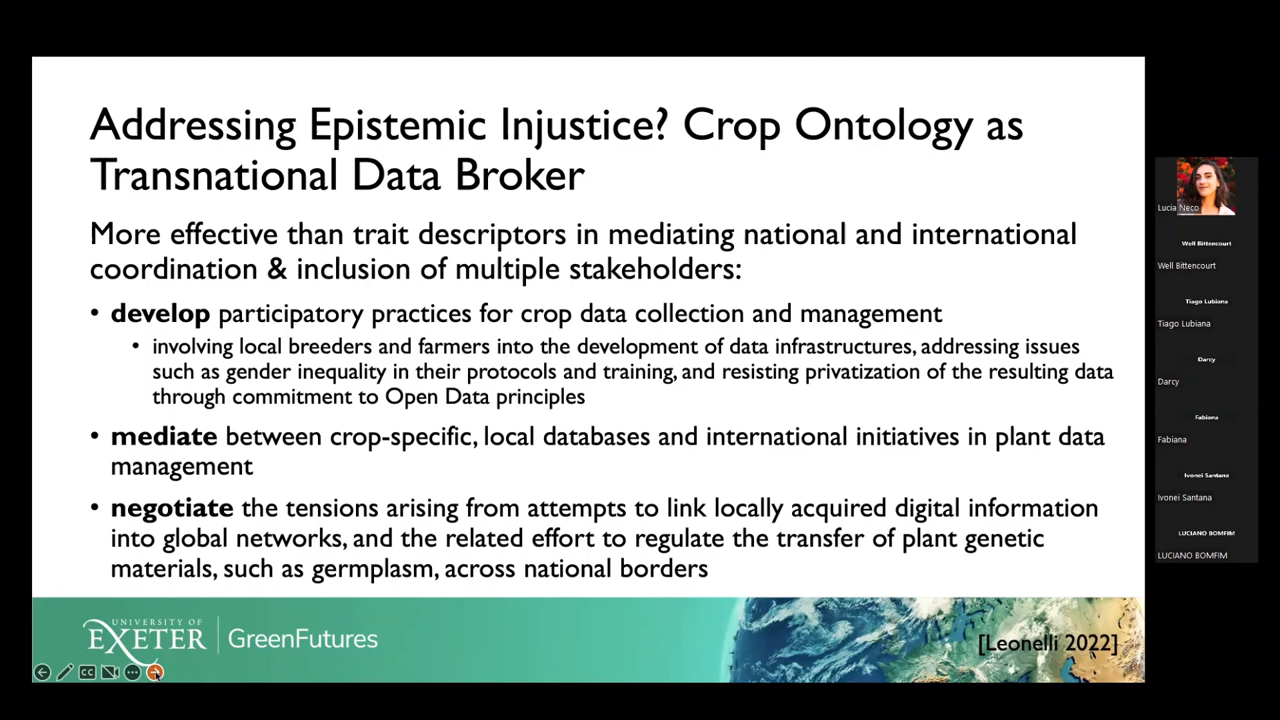 Addressing Epistemic Injustice? Crop Ontology as
Transnational Data Broker
More effective than trait descriptors in mediating national and international
coordination & inclusion of multiple stakeholders:
• develop participatory practices for crop data collection and management
• involving local breeders and farmers into the development of data infrastructures, addressing issues
such as gender inequality in their protocols and training, and resisting privatization of the resulting data
through commitment to Open Data principles
• mediate between crop-specific, local databases and international initiatives in plant data
management
• negotiate the tensions arising from attempts to link locally acquired digital information
into global networks, and the related effort to regulate the transfer of plant genetic
materials, such as germplasm, across national borders
UNIVERSITY OF
EXETER
GreenFutures
[Leonelli 2022]
CC
Lucia Neco
Well Bittencourt
Well Bittencourt
Tiago Lubiana
Tiago Lubiana
Darcy
Darcy
Fabiana
Fabiana
Ivonei Santana
Ivonei Santana
LUCIANO BOMFIM
LUCIANO BOMFIM